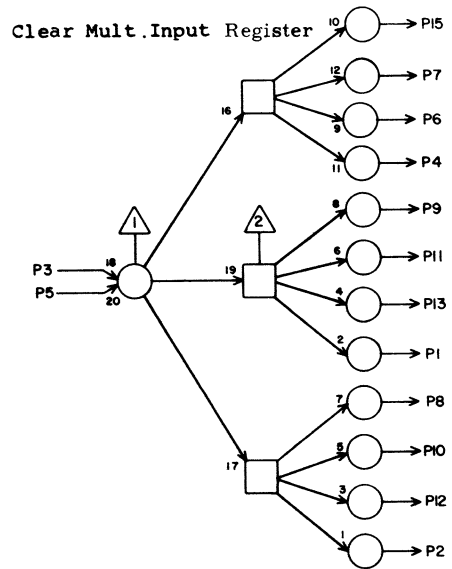 Clear Mult.Input Register
10 P15
12 P7
16
9 P6
11 P4
1 2
8 P9
P3 18 19 6 P11
P5 20 4 P13
2 P1
7 P8
17 5 P10
3 P12
1 P2